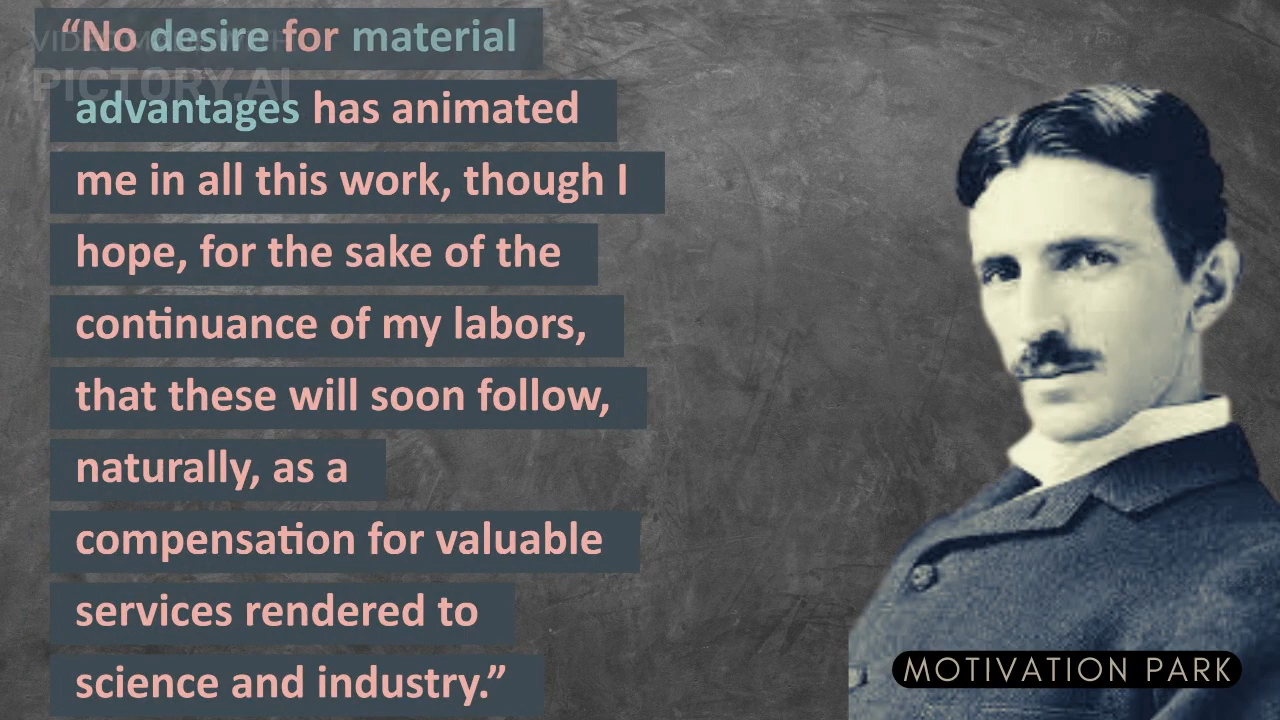 “No desire for material
advantages has animated
me in all this work, though I
hope, for the sake of the
continuance of my labors,
that these will soon follow,
naturally, as a
compensation for valuable
services rendered to
science and industry.”
PICTORY.AI
MOTIVATION PARK